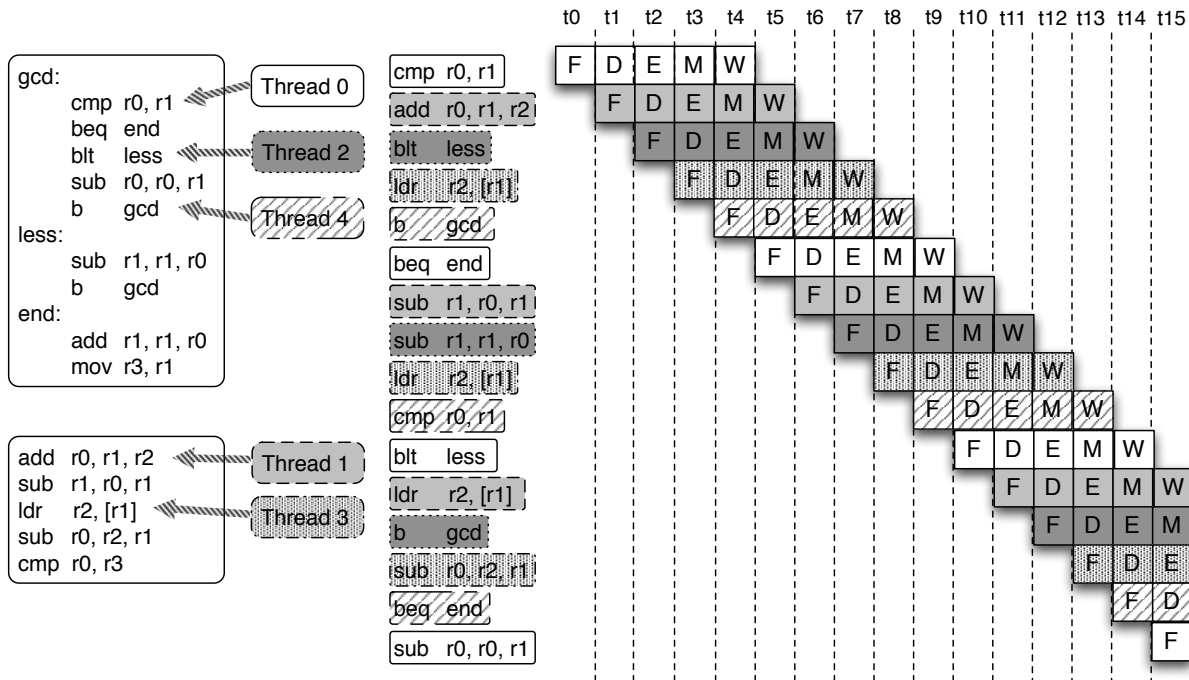 t0 t1 t2 t3 t4 t5 t6 t7 t8 t9 t10 t11 t12 t13 t14 t15
gcd:
cmp r0, r1
beq end
blt less
sub r0, r0, r1
b gcd
less:
sub r1, r1, r0
b gcd
end:
add r1, r1, r0
mov r3, r1
Thread 0
Thread 2
Thread 4
add r0, r1, r2
sub r1, r0, r1
ldr r2, [r1]
sub r0, r2, r1
cmp r0, r3
Thread 1
Thread 3
cmp r0, r1 F D E M W
add r0, r1, r2 F D E M W
blt less F D E M W
ldr r2, [r1] F D E M W
b gcd F D E M W
beq end F D E M W
sub r1, r0, r1 F D E M W
sub r1, r1, r0 F D E M W
ldr r2, [r1] F D E M W
cmp r0, r1 F D E M W
blt less F D E M W
ldr r2, [r1] F D E M W
b gcd F D E M
sub r0, r2, r1 F D E
beq end F D
sub r0, r0, r1 F